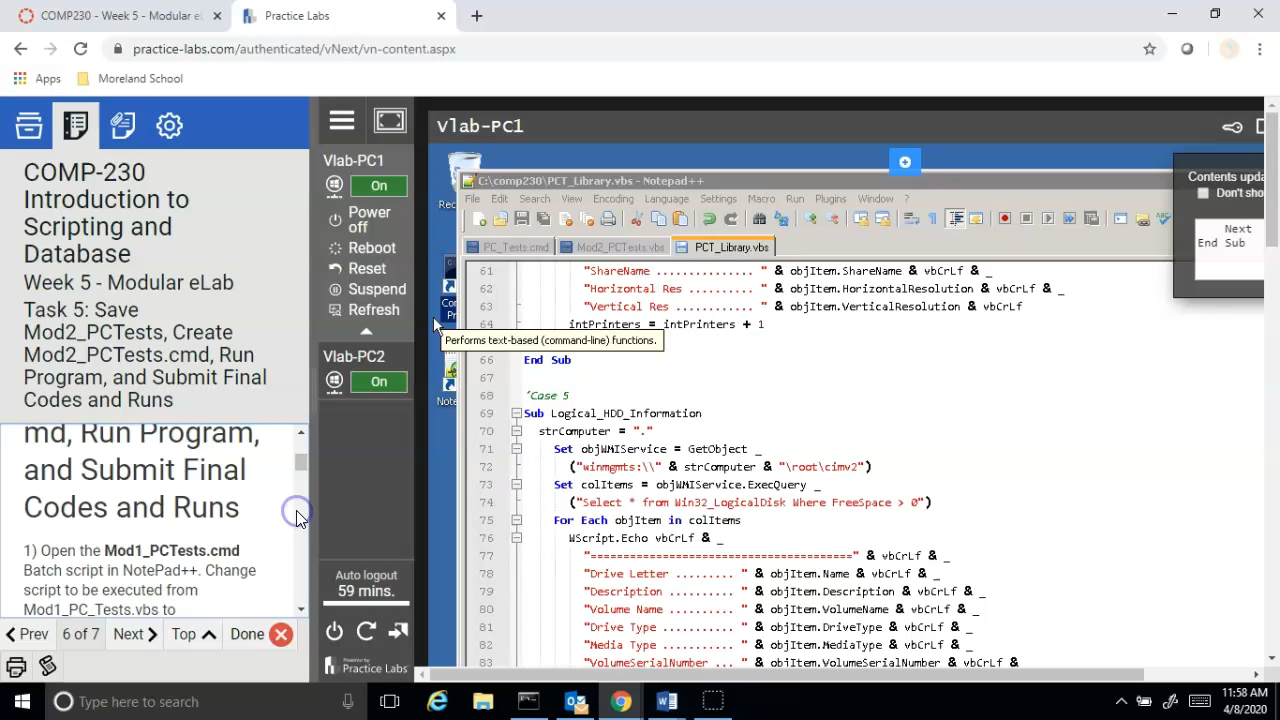 COMP230 - Week 5 - Modular eL
Practice Labs
practice-labs.com/authenticated/vNext/vn-content.aspx
Apps
Moreland School
COMP-230
Introduction to
Scripting and
Database
Week 5 - Modular eLab
Task 5: Save
Mod2_PCTests, Create
Mod2_PCTests.cmd, Run
Program, and Submit Final
Codes and Runs
md, Run Program,
and Submit Final
Codes and Runs
1) Open the Mod1_PCTests.cmd
Batch script in NotePad++. Change
script to be executed from
Mod1_PC_Tests.vbs to
Prev
6 of 7
Next
Top
Done
Vlab-PC1
On
Power
off
Reboot
Reset
Suspend
Refresh
Vlab-PC2
On
Auto logout
59 mins.
Powered by
Practice Labs
Vlab-PC1
Rec
Co
Pr
Note
C:\comp230\PCT_Library.vbs - Notepad++
File Edit Search View Encoding Language Settings Macro Run Plugins Window ?
PC_Tests.cmd
Mod2_PCTests.vbs
PCT_Library.vbs
61 "ShareName ............... " & objItem.ShareName & vbCrLf & _
62 "Horizontal Res .......... " & objItem.HorizontalResolution & vbCrLf & _
63 "Vertical Res ............ " & objItem.VerticalResolution & vbCrLf
64 intPrinters = intPrinters + 1
Performs text-based (command-line) functions.
66 End Sub
67
68 'Case 5
69 Sub Logical_HDD_Information
70 strComputer = "."
71 Set objWMIService = GetObject _
72 ("winmgmts:\\" & strComputer & "\root\cimv2")
73 Set colItems = objWMIService.ExecQuery _
74 ("Select * from Win32_LogicalDisk Where FreeSpace > 0")
75 For Each objItem in colItems
76 WScript.Echo vbCrLf & _
77 "========================================" & vbCrLf & _
78 "Drive Letter ......... " & objItem.Name & vbCrLf & _
79 "Description .......... " & objItem.Description & vbCrLf & _
80 "Volume Name .......... " & objItem.VolumeName & vbCrLf & _
81 "Drive Type ........... " & objItem.DriveType & vbCrLf & _
82 "Media Type ........... " & objItem.MediaType & vbCrLf & _
83 "VolumeSerialNumber ... " & objItem.VolumeSerialNumber & vbCrLf &
Contents upda
Don't sho
Next
End Sub
Type here to search
11:58 AM
4/8/2020